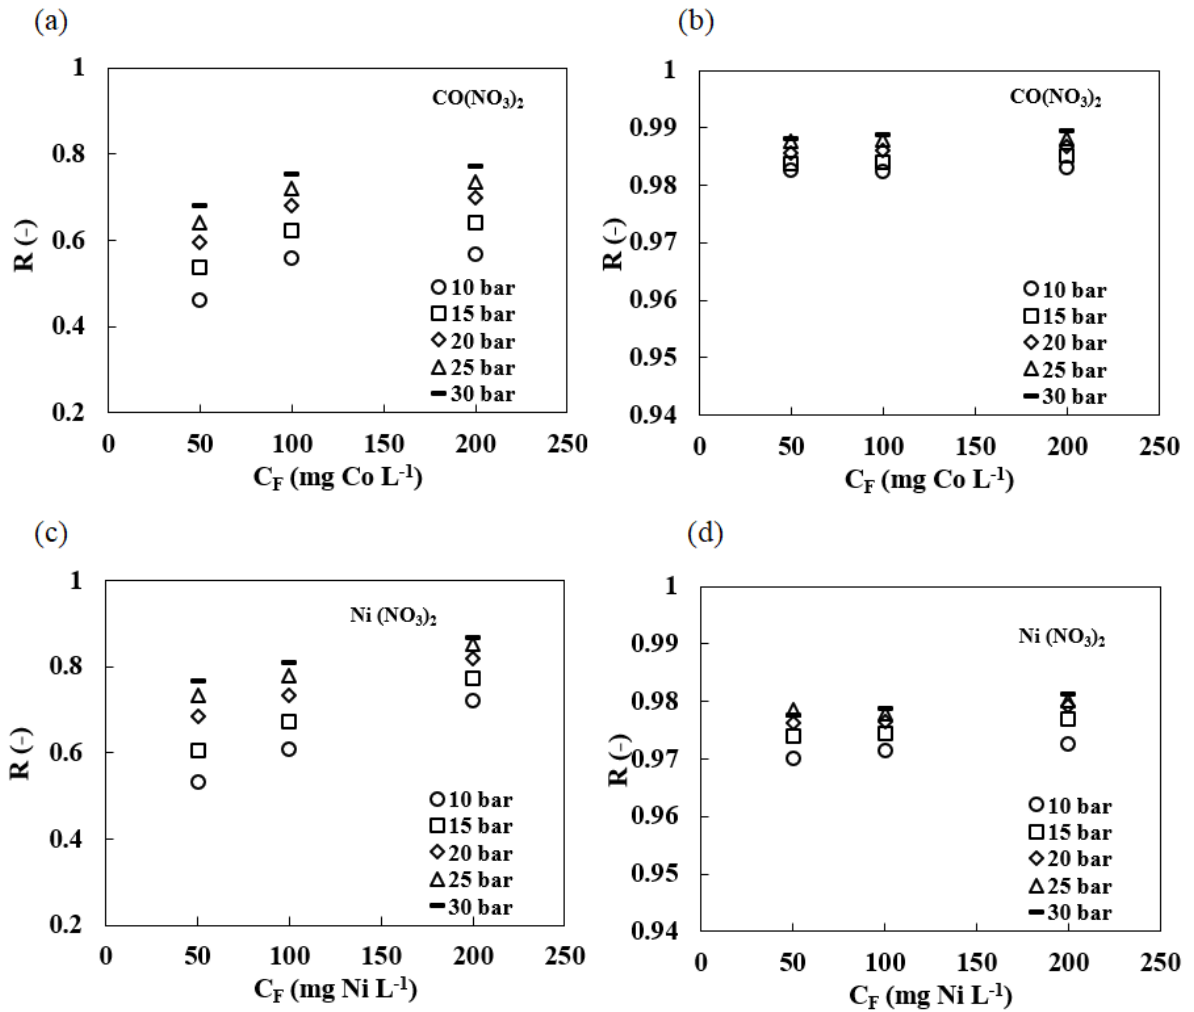 (a)
1
0.8
0.6
0.4
0.2
R (-)
CO(NO₃)₂
10 bar
15 bar
20 bar
25 bar
30 bar
0 50 100 150 200 250
C_F (mg Co L⁻¹)
(b)
1
0.99
0.98
0.97
0.96
0.95
0.94
R (-)
CO(NO₃)₂
10 bar
15 bar
20 bar
25 bar
30 bar
0 50 100 150 200 250
C_F (mg Co L⁻¹)
(c)
1
0.8
0.6
0.4
0.2
R (-)
Ni (NO₃)₂
10 bar
15 bar
20 bar
25 bar
30 bar
0 50 100 150 200 250
C_F (mg Ni L⁻¹)
(d)
1
0.99
0.98
0.97
0.96
0.95
0.94
R (-)
Ni (NO₃)₂
10 bar
15 bar
20 bar
25 bar
30 bar
0 50 100 150 200 250
C_F (mg Ni L⁻¹)